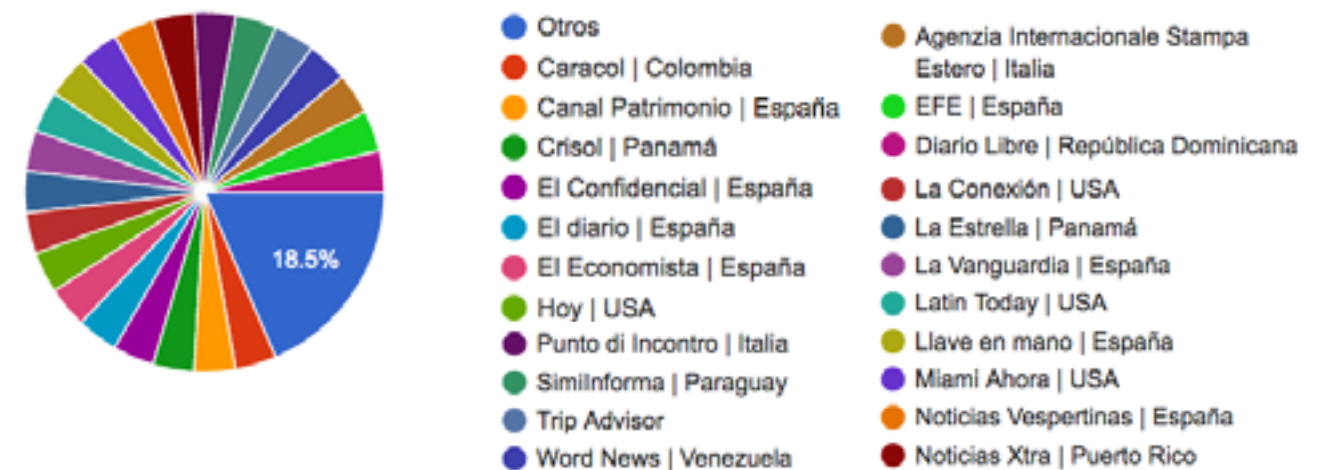 18.5%
Otros
Caracol | Colombia
Canal Patrimonio | España
Crisol | Panamá
El Confidencial | España
El diario | España
El Economista | España
Hoy | USA
Punto di Incontro | Italia
SimiInforma | Paraguay
Trip Advisor
Word News | Venezuela
Agenzia Internacionale Stampa
Estero | Italia
EFE | España
Diario Libre | República Dominicana
La Conexión | USA
La Estrella | Panamá
La Vanguardia | España
Latin Today | USA
Llave en mano | España
Miami Ahora | USA
Noticias Vespertinas | España
Noticias Xtra | Puerto Rico